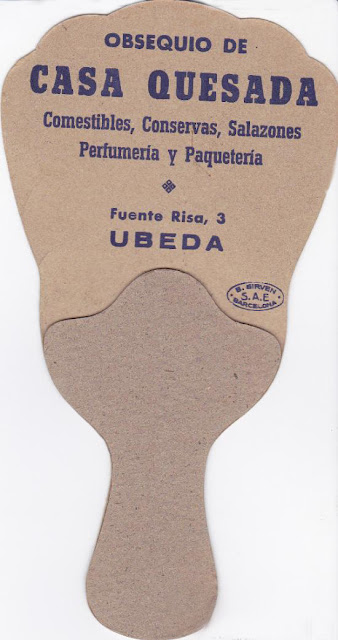 OBSEQUIO DE
CASA QUESADA
Comestibles, Conservas, Salazones
Perfumería y Paquetería
Fuente Risa, 3
UBEDA
S. SIRVEN
S.A.E
BARCELONA